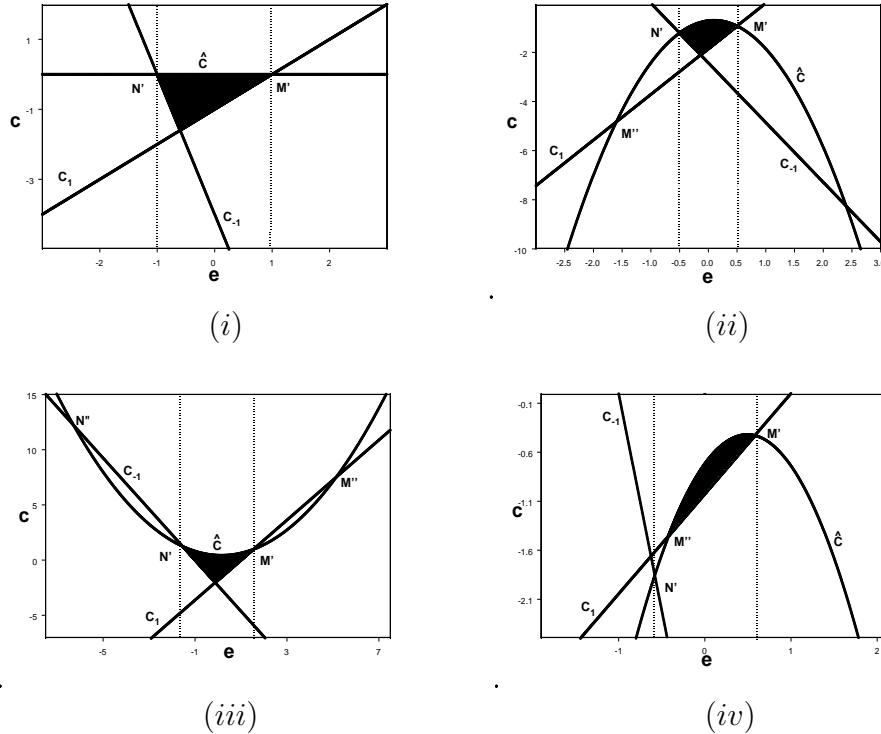 1
-1
-3
C
Ĉ
N'
M'
C₁
C₋₁
-2
0
2
e
(i)
-2
-4
-6
-8
-10
C
N'
M'
Ĉ
M''
C₁
C₋₁
-2.5 -2.0 -1.5 -1.0 -0.5 0.0 0.5 1.0 1.5 2.0 2.5 3.0
e
(ii)
15
10
5
0
-5
C
N''
C₋₁
Ĉ
M''
N'
M'
C₁
-5 -1 3 7
e
(iii)
-0.1
-0.6
-1.1
-1.6
-2.1
C
C₋₁
M'
M''
Ĉ
N'
C₁
-1 0 1 2
e
(iv)